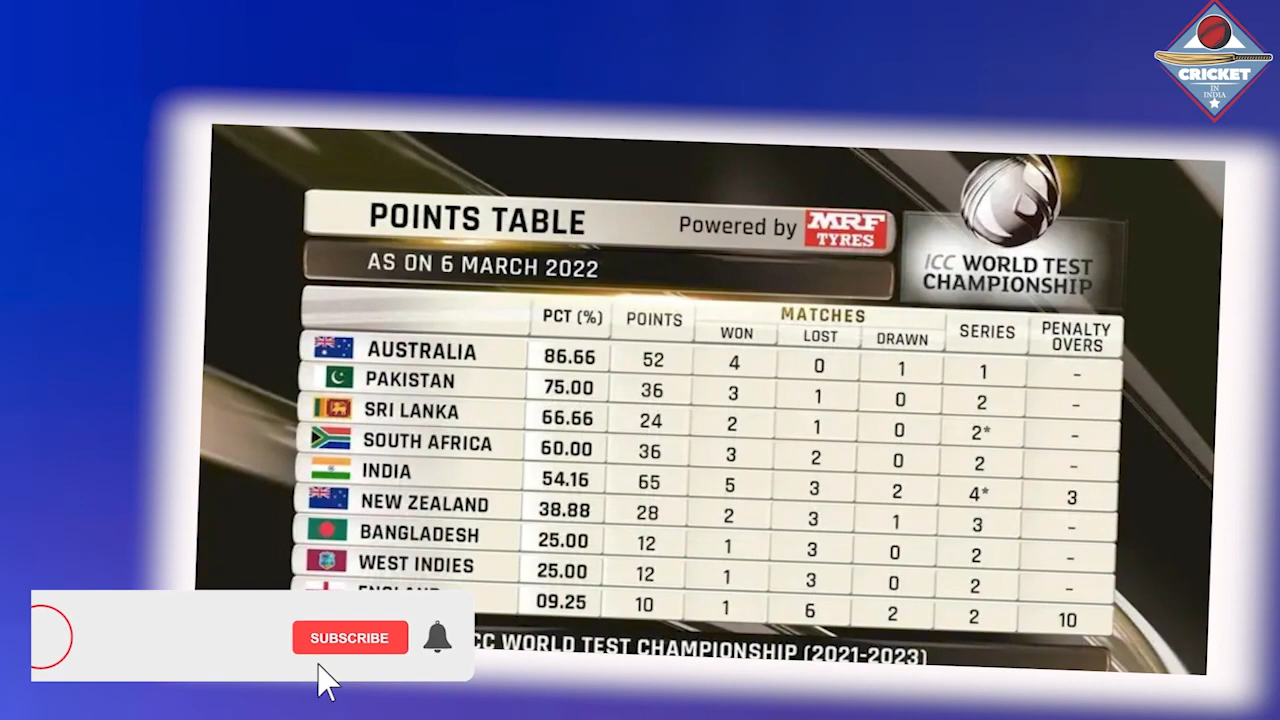 CRICKET
IN
INDIA
POINTS TABLE Powered by MRF TYRES
AS ON 6 MARCH 2022
ICC WORLD TEST
CHAMPIONSHIP
PCT (%) POINTS MATCHES WON LOST DRAWN SERIES PENALTY OVERS
AUSTRALIA 86.66 52 4 0 1 1 -
PAKISTAN 75.00 36 3 1 0 2 -
SRI LANKA 66.66 24 2 1 0 2* -
SOUTH AFRICA 60.00 36 3 2 0 2 -
INDIA 54.16 65 5 3 2 4* 3
NEW ZEALAND 38.88 28 2 3 1 3 -
BANGLADESH 25.00 12 1 3 0 2 -
WEST INDIES 25.00 12 1 3 0 2 -
ENGLAND 09.25 10 1 6 2 2 10
CC WORLD TEST CHAMPIONSHIP (2021-2023)
SUBSCRIBE